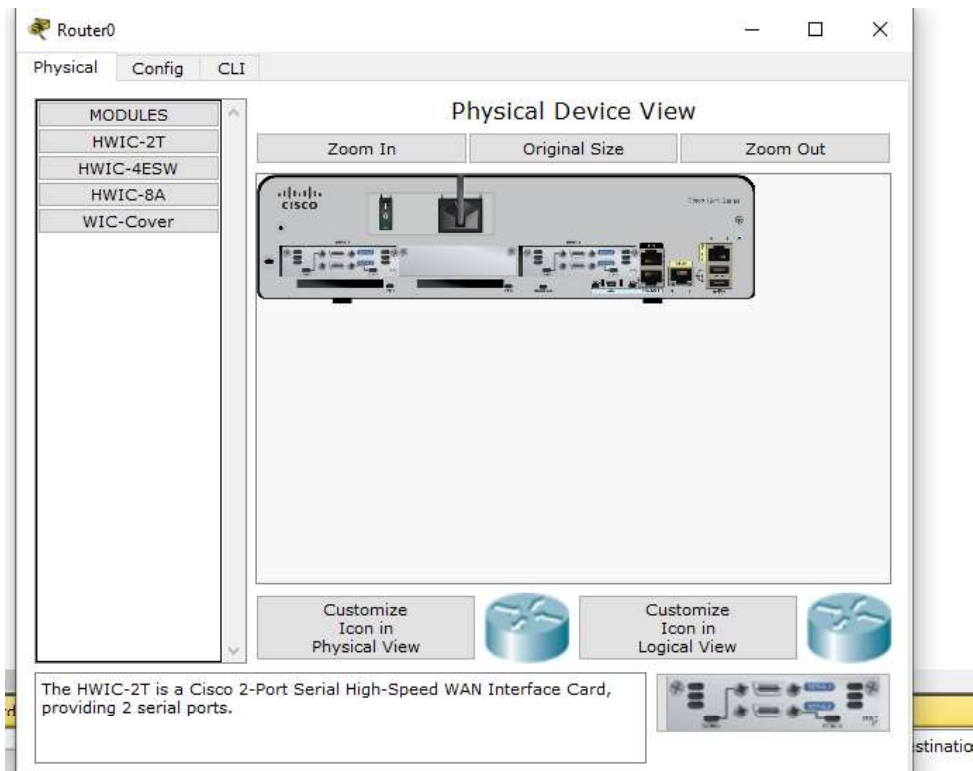 Router0
Physical Config CLI
MODULES
HWIC-2T
HWIC-4ESW
HWIC-8A
WIC-Cover
Physical Device View
Zoom In Original Size Zoom Out
CISCO
Customize
Icon in
Physical View
Customize
Icon in
Logical View
The HWIC-2T is a Cisco 2-Port Serial High-Speed WAN Interface Card,
providing 2 serial ports.
stinatio